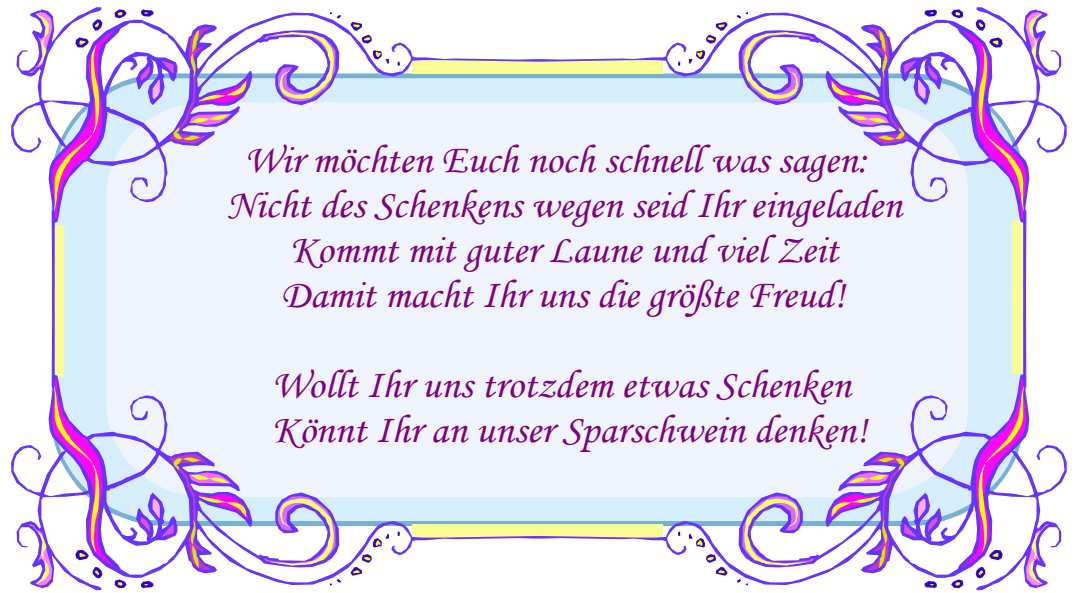 Wir möchten Euch noch schnell was sagen:
Nicht des Schenkens wegen seid Ihr eingeladen
Kommt mit guter Laune und viel Zeit
Damit macht Ihr uns die größte Freud!
Wollt Ihr uns trotzdem etwas Schenken
Könnt Ihr an unser Sparschwein denken!